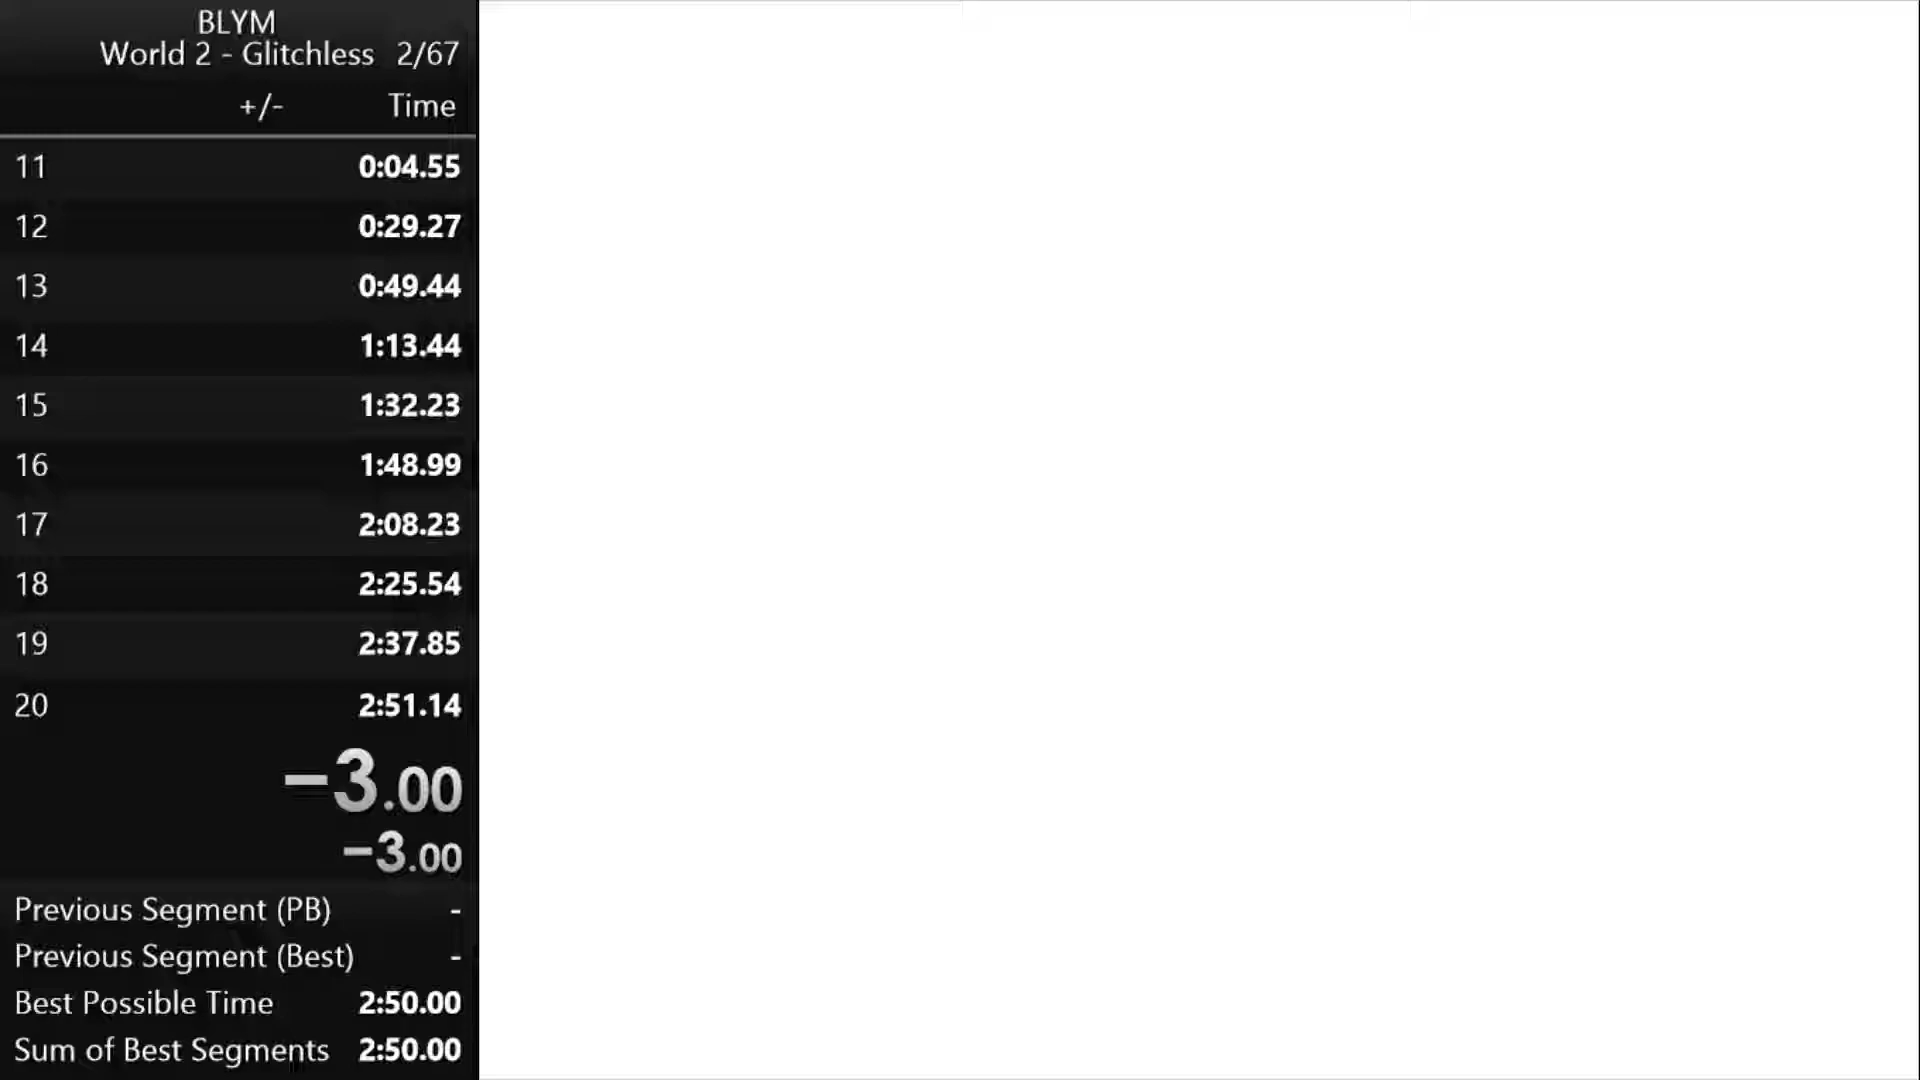 BLYM
World 2 - Glitchless 2/67
+/- Time
11 0:04.55
12 0:29.27
13 0:49.44
14 1:13.44
15 1:32.23
16 1:48.99
17 2:08.23
18 2:25.54
19 2:37.85
20 2:51.14
−3.00
−3.00
Previous Segment (PB) -
Previous Segment (Best) -
Best Possible Time 2:50.00
Sum of Best Segments 2:50.00